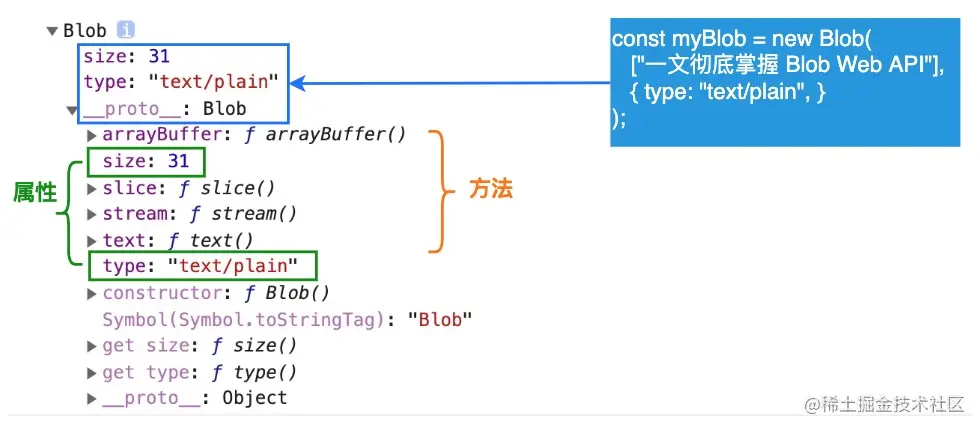 Blob i
size: 31
type: "text/plain"
__proto__: Blob
arrayBuffer: ƒ arrayBuffer()
size: 31
slice: ƒ slice()
stream: ƒ stream()
text: ƒ text()
type: "text/plain"
constructor: ƒ Blob()
Symbol(Symbol.toStringTag): "Blob"
get size: ƒ size()
get type: ƒ type()
__proto__: Object
属性
方法
const myBlob = new Blob(
["一文彻底掌握 Blob Web API"],
{ type: "text/plain", }
);
@稀土掘金技术社区